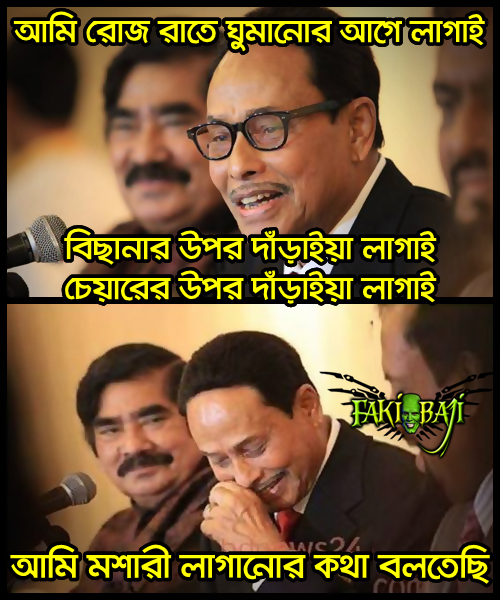 আমি রোজ রাতে ঘুমানোর আগে লাগাই
বিছানার উপর দাঁড়াইয়া লাগাই
চেয়ারের উপর দাঁড়াইয়া লাগাই
FAKIBAJI
আমি মশারী লাগানোর কথা বলতেছি